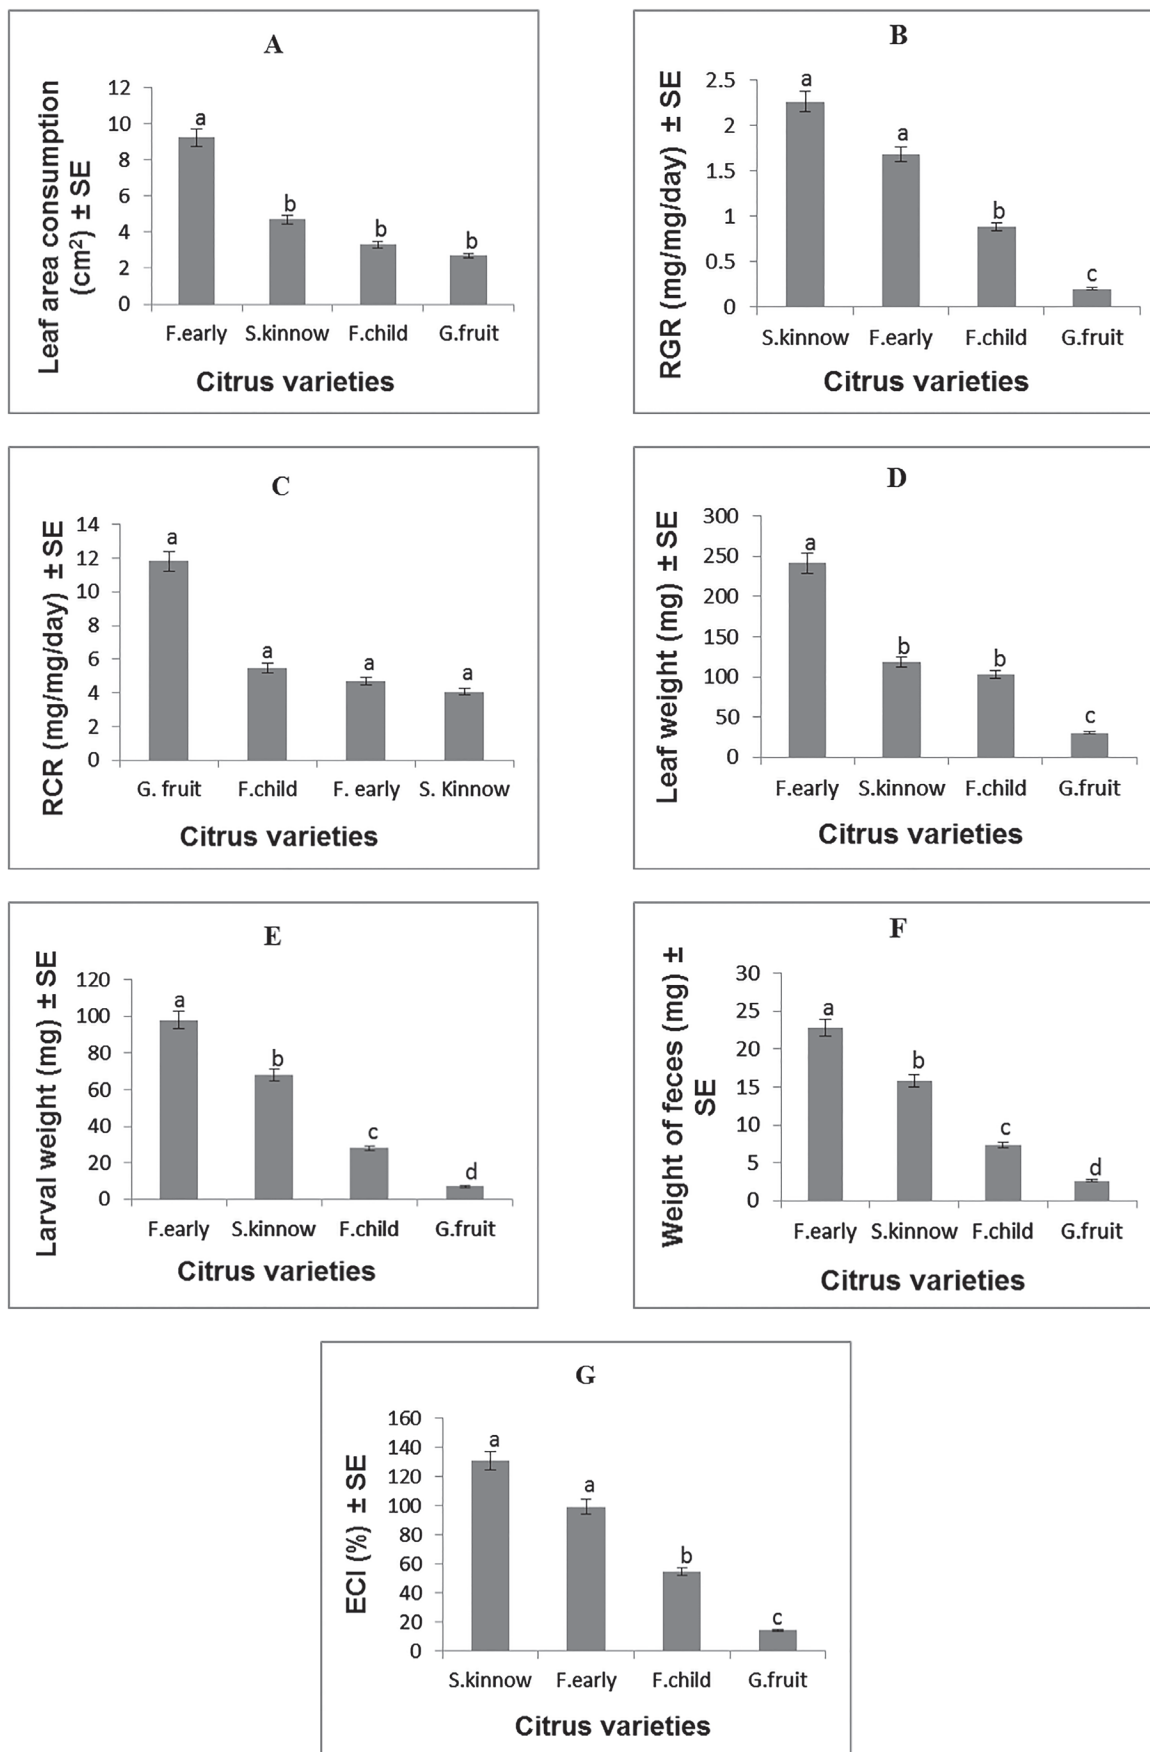 A
Leaf area consumption
(cm²) ± SE
12
10
8
6
4
2
0
a
b
b
b
F.early S.kinnow F.child G.fruit
Citrus varieties
B
RGR (mg/mg/day) ± SE
2.5
2
1.5
1
0.5
0
a
a
b
c
S.kinnow F.early F.child G.fruit
Citrus varieties
C
RCR (mg/mg/day) ± SE
14
12
10
8
6
4
2
0
a
a
a
a
G. fruit F.child F. early S. Kinnow
Citrus varieties
D
Leaf weight (mg) ± SE
300
250
200
150
100
50
0
a
b
b
c
F.early S.kinnow F.child G.fruit
Citrus varieties
E
Larval weight (mg) ± SE
120
100
80
60
40
20
0
a
b
c
d
F.early S.kinnow F.child G.fruit
Citrus varieties
F
Weight of feces (mg) ±
SE
30
25
20
15
10
5
0
a
b
c
d
F.early S.kinnow F.child G.fruit
Citrus varieties
G
ECI (%) ± SE
160
140
120
100
80
60
40
20
0
a
a
b
c
S.kinnow F.early F.child G.fruit
Citrus varieties